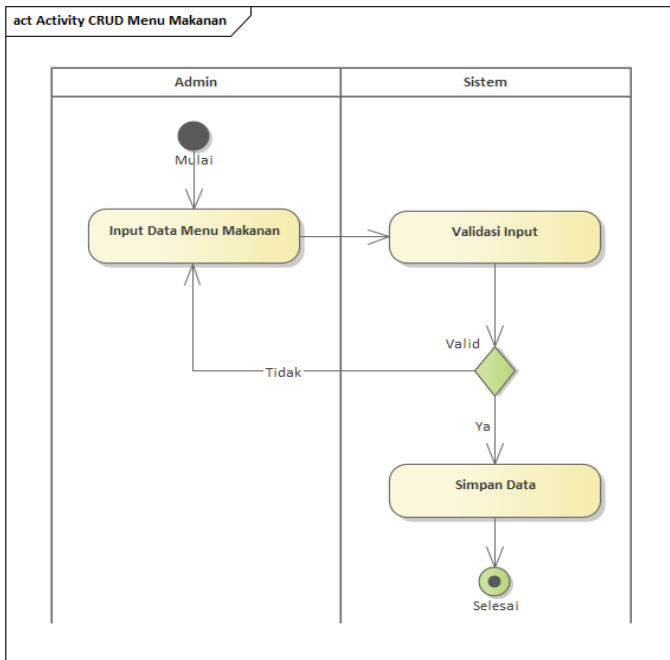 act Activity CRUD Menu Makanan
Admin
Sistem
Mulai
Input Data Menu Makanan
Validasi Input
Valid
Tidak
Ya
Simpan Data
Selesai